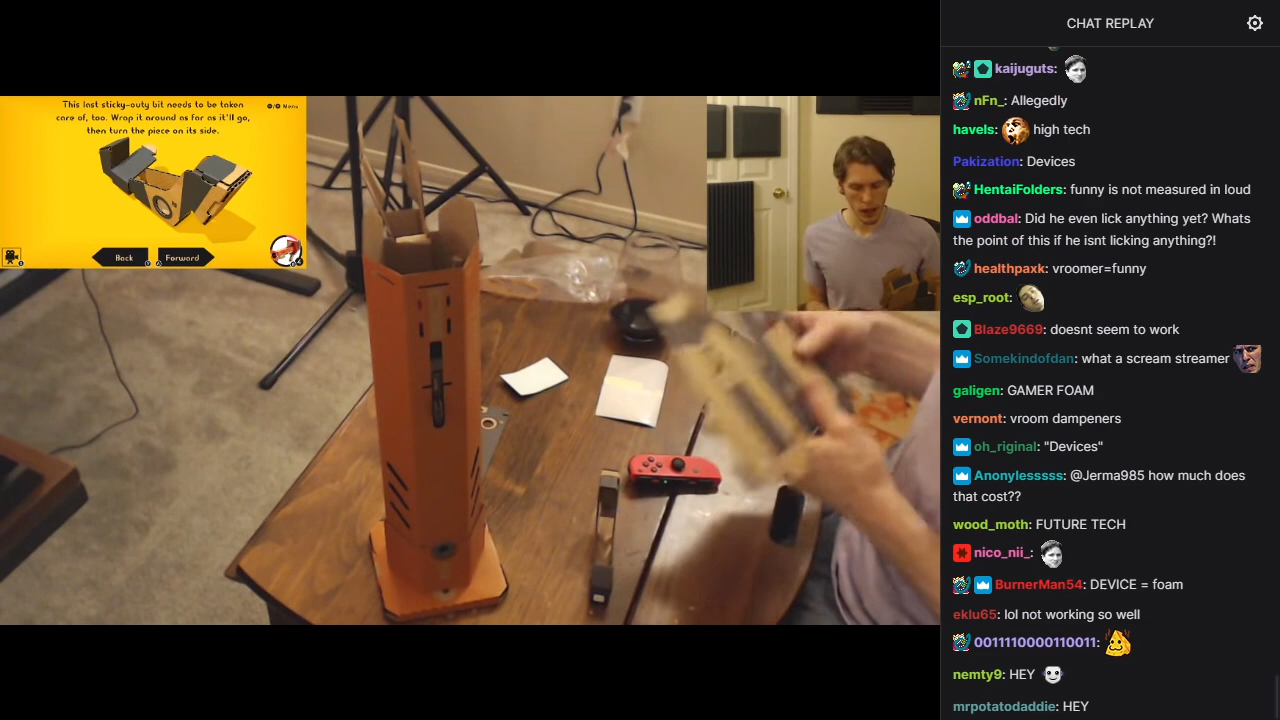 This last sticky-outy bit needs to be taken
care of, too. Wrap it around as far as it'll go,
then turn the piece on its side.
Menu
Back
Forward
CHAT REPLAY
kaijuguts:
nFn_: Allegedly
havels: high tech
Pakization: Devices
HentaiFolders: funny is not measured in loud
oddbal: Did he even lick anything yet? Whats
the point of this if he isnt licking anything?!
healthpaxk: vroomer=funny
esp_root:
Blaze9669: doesnt seem to work
Somekindofdan: what a scream streamer
galigen: GAMER FOAM
vernont: vroom dampeners
oh_riginal: "Devices"
Anonylesssss: @Jerma985 how much does
that cost??
wood_moth: FUTURE TECH
nico_nii_:
BurnerMan54: DEVICE = foam
eklu65: lol not working so well
0011110000110011:
nemty9: HEY
mrpotatodaddie: HEY